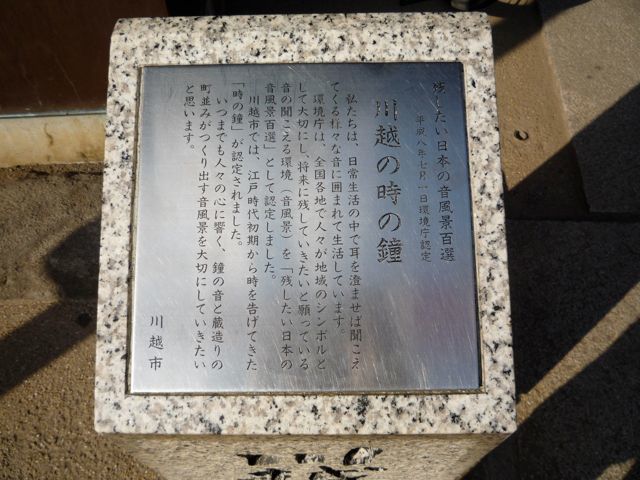 残したい日本の音風景百選
平成八年七月一日環境庁認定
川越の時の鐘
私たちは、日常生活の中で耳を澄ませば聞こえ
てくる様々な音に囲まれて生活しています。
環境庁は、全国各地で人々が地域のシンボルと
して大切にし、将来に残していきたいと願っている
音の聞こえる環境（音風景）を「残したい日本の
音風景百選」として認定しました。
川越市では、江戸時代初期から時を告げてきた
「時の鐘」が認定されました。
いつまでも人々の心に響く、鐘の音と蔵造りの
町並みがつくり出す音風景を大切にしていきたい
と思います。
川越市